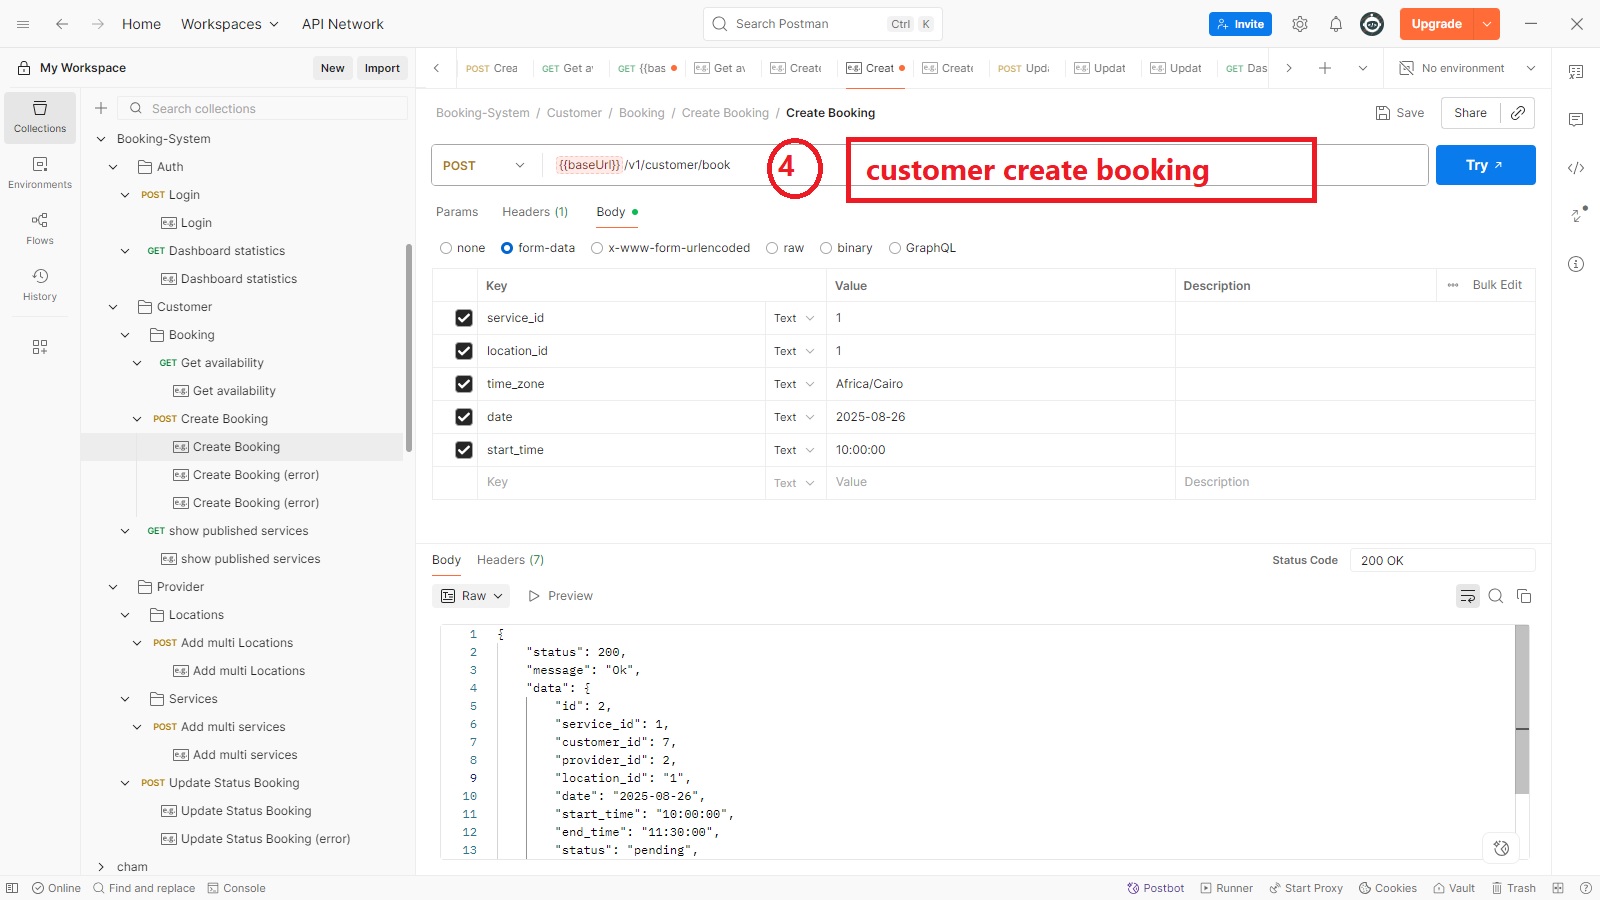 Home Workspaces API Network Search Postman Ctrl K Invite Upgrade
My Workspace New Import
POST Crea GET Get av GET {{bas e.g. Get av e.g. Create e.g. Creat e.g. Create POST Upda e.g. Updat e.g. Updat GET Das No environment
Collections
Environments
Flows
History
Search collections
Booking-System
Auth
POST Login
e.g. Login
GET Dashboard statistics
e.g. Dashboard statistics
Customer
Booking
GET Get availability
e.g. Get availability
POST Create Booking
e.g. Create Booking
e.g. Create Booking (error)
e.g. Create Booking (error)
GET show published services
e.g. show published services
Provider
Locations
POST Add multi Locations
e.g. Add multi Locations
Services
POST Add multi services
e.g. Add multi services
POST Update Status Booking
e.g. Update Status Booking
e.g. Update Status Booking (error)
cham
Booking-System / Customer / Booking / Create Booking / Create Booking Save Share
POST {{baseUrl}}/v1/customer/book 4 customer create booking Try
Params Headers (1) Body
none form-data x-www-form-urlencoded raw binary GraphQL
Key Value Description Bulk Edit
service_id Text 1
location_id Text 1
time_zone Text Africa/Cairo
date Text 2025-08-26
start_time Text 10:00:00
Key Text Value Description
Body Headers (7) Status Code 200 OK
Raw Preview
1 {
2 "status": 200,
3 "message": "Ok",
4 "data": {
5 "id": 2,
6 "service_id": 1,
7 "customer_id": 7,
8 "provider_id": 2,
9 "location_id": "1",
10 "date": "2025-08-26",
11 "start_time": "10:00:00",
12 "end_time": "11:30:00",
13 "status": "pending",
Online Find and replace Console Postbot Runner Start Proxy Cookies Vault Trash